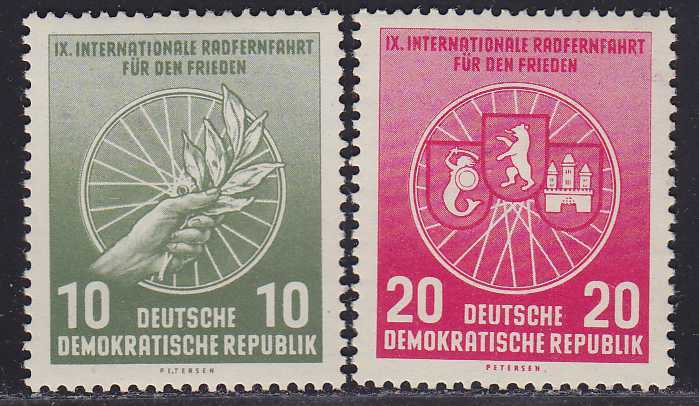 IX. INTERNATIONALE RADFERNFAHRT
FÜR DEN FRIEDEN
10 10
DEUTSCHE
DEMOKRATISCHE REPUBLIK
PETERSEN
IX. INTERNATIONALE RADFERNFAHRT
FÜR DEN FRIEDEN
20 20
DEUTSCHE
DEMOKRATISCHE REPUBLIK
PETERSEN